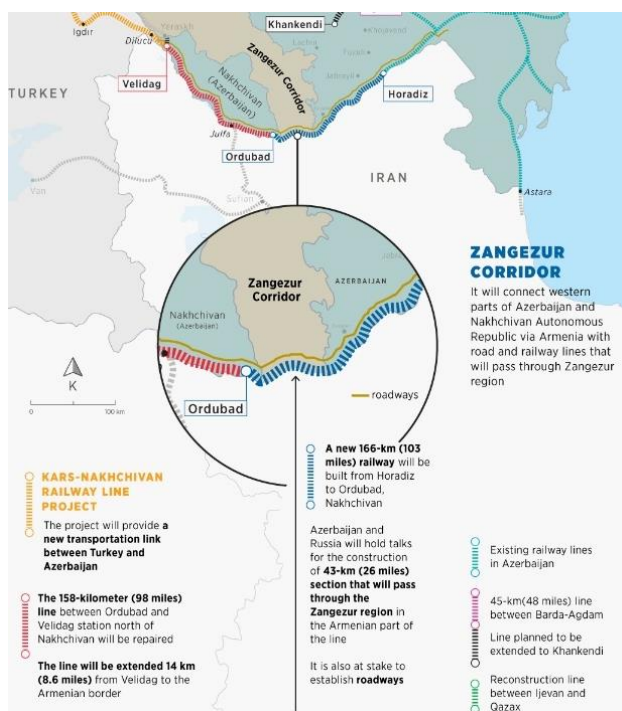 Igdir
Dilucu
Yeraskh
Khankendi
Lachin
Fizuli
Khojavend
Jabrayil
Zangezur Corridor
Nakhchivan
(Azerbaijan)
Velidag
TURKEY
Horadiz
Julfa
Ordubad
IRAN
Van
Sufian
Astara
Zangezur
Corridor
AZERBAIJAN
Nakhchivan
(Azerbaijan)
Ordubad
roadways
K
0
100 km
ZANGEZUR
CORRIDOR
It will connect western
parts of Azerbaijan and
Nakhchivan Autonomous
Republic via Armenia with
road and railway lines that
will pass through Zangezur
region
KARS-NAKHCHIVAN
RAILWAY LINE
PROJECT
The project will provide a
new transportation link
between Turkey and
Azerbaijan
The 158-kilometer (98 miles)
line between Ordubad and
Velidag station north of
Nakhchivan will be repaired
The line will be extended 14 km
(8.6 miles) from Velidag to the
Armenian border
A new 166-km (103
miles) railway will be
built from Horadiz
to Ordubad,
Nakhchivan
Azerbaijan and
Russia will hold talks
for the construction
of 43-km (26 miles)
section that will pass
through the
Zangezur region in
the Armenian part of
the line
It is also at stake to
establish roadways
Existing railway lines
in Azerbaijan
45-km(48 miles) line
between Barda-Agdam
Line planned to be
extended to Khankendi
Reconstruction line
between Ijevan and
Qazax